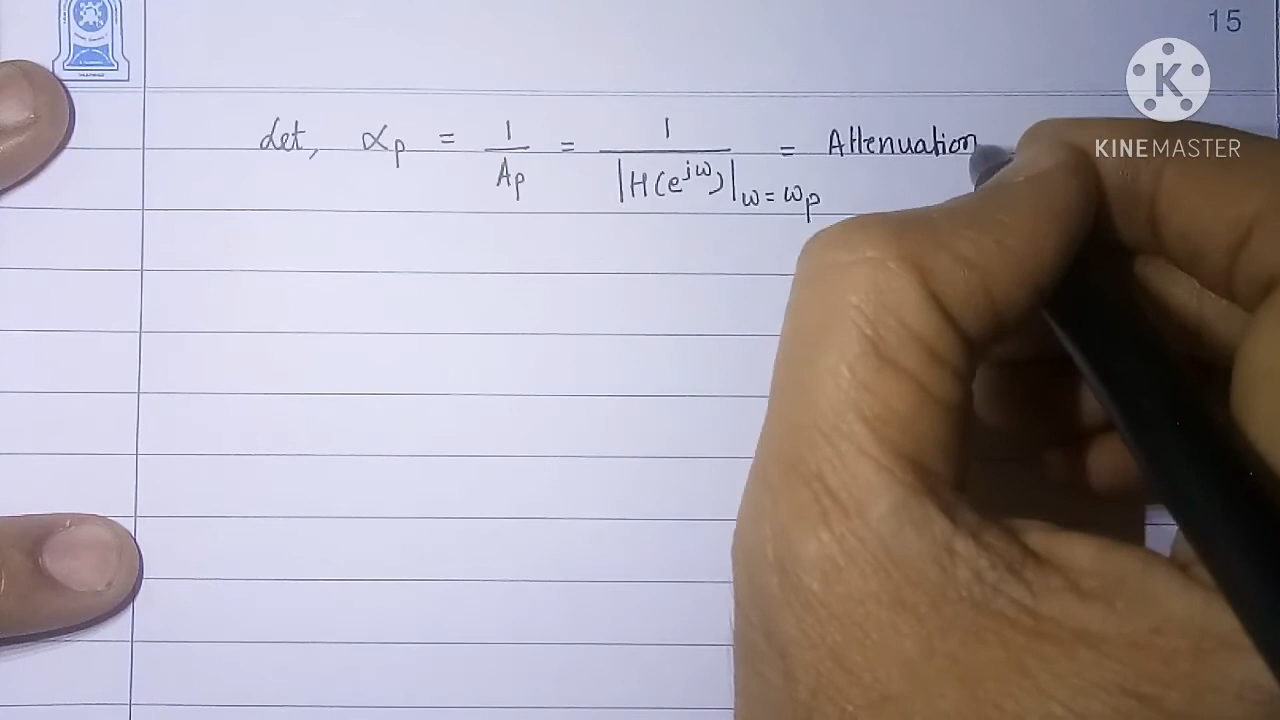 15
KINEMASTER
Let, αp = 1/Ap = 1/|H(e^jω)|ω=ωp = Attenuation